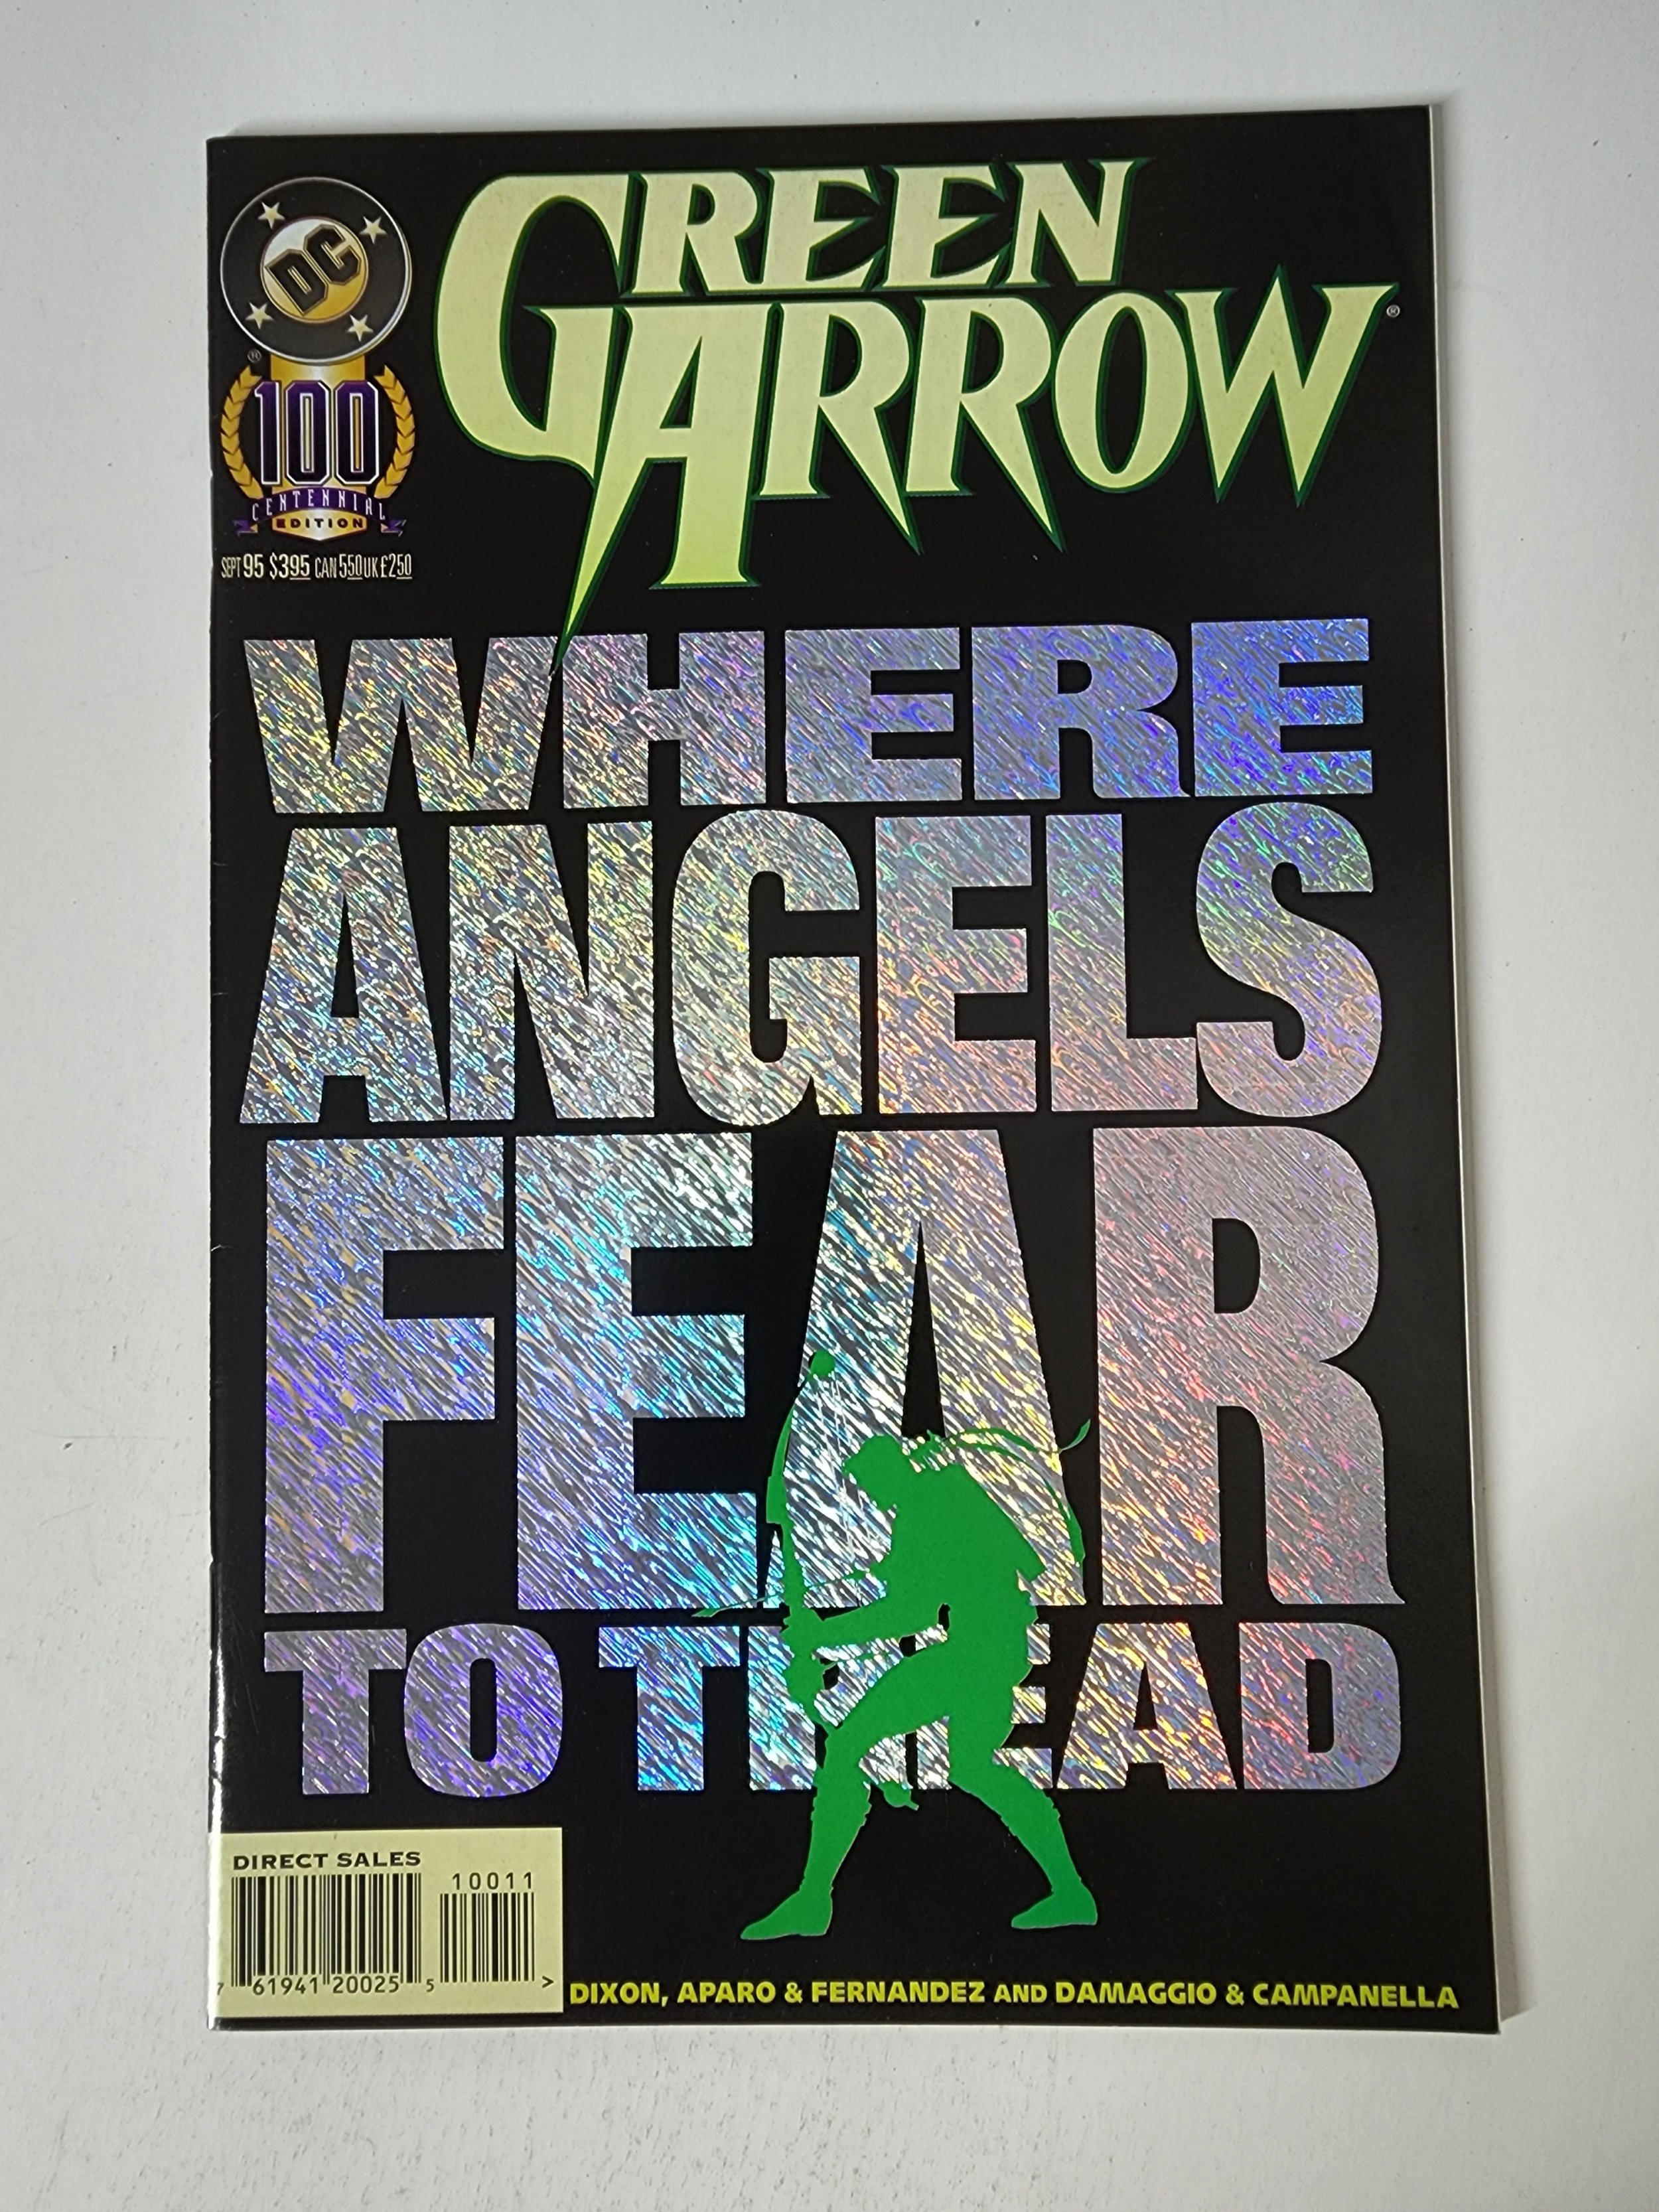 DC
GREEN
ARROW®
®
100
CENTENNIAL
EDITION
SEPT 95 $3.95 CAN 5.50 UK £2.50
WHERE
ANGELS
FEAR
TO TREAD
DIRECT SALES
10011
7 61941 20025 5 >
DIXON, APARO & FERNANDEZ AND DAMAGGIO & CAMPANELLA